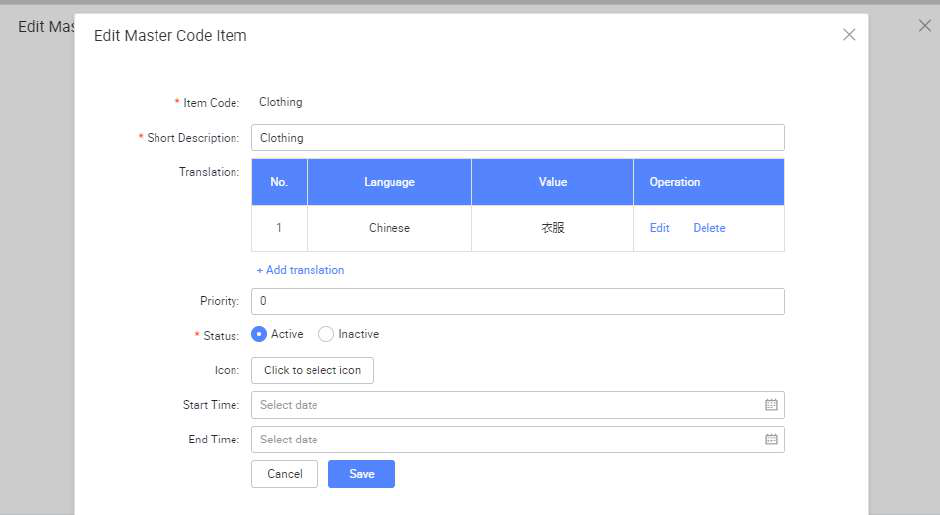 Edit Mas
Edit Master Code Item
* Item Code: Clothing
* Short Description: Clothing
Translation:
No. Language Value Operation
1 Chinese 衣服 Edit Delete
+ Add translation
Priority: 0
* Status: Active Inactive
Icon: Click to select icon
Start Time: Select date
End Time: Select date
Cancel Save